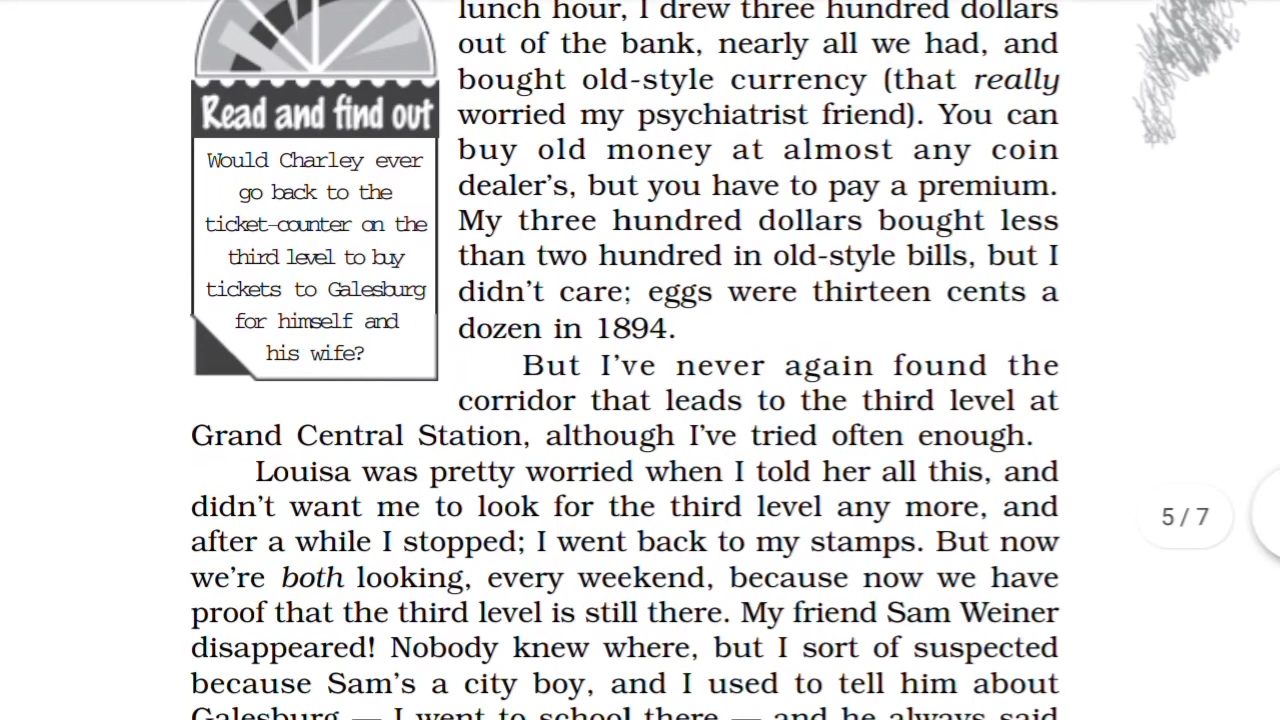 lunch hour, I drew three hundred dollars
out of the bank, nearly all we had, and
bought old-style currency (that really
worried my psychiatrist friend). You can
buy old money at almost any coin
dealer's, but you have to pay a premium.
My three hundred dollars bought less
than two hundred in old-style bills, but I
didn't care; eggs were thirteen cents a
dozen in 1894.
Read and find out
Would Charley ever
go back to the
ticket-counter on the
third level to buy
tickets to Galesburg
for himself and
his wife?
But I've never again found the
corridor that leads to the third level at
Grand Central Station, although I've tried often enough.
Louisa was pretty worried when I told her all this, and
didn't want me to look for the third level any more, and
after a while I stopped; I went back to my stamps. But now
we're both looking, every weekend, because now we have
proof that the third level is still there. My friend Sam Weiner
disappeared! Nobody knew where, but I sort of suspected
because Sam's a city boy, and I used to tell him about
Galesburg — I went to school there — and he always said
5 / 7